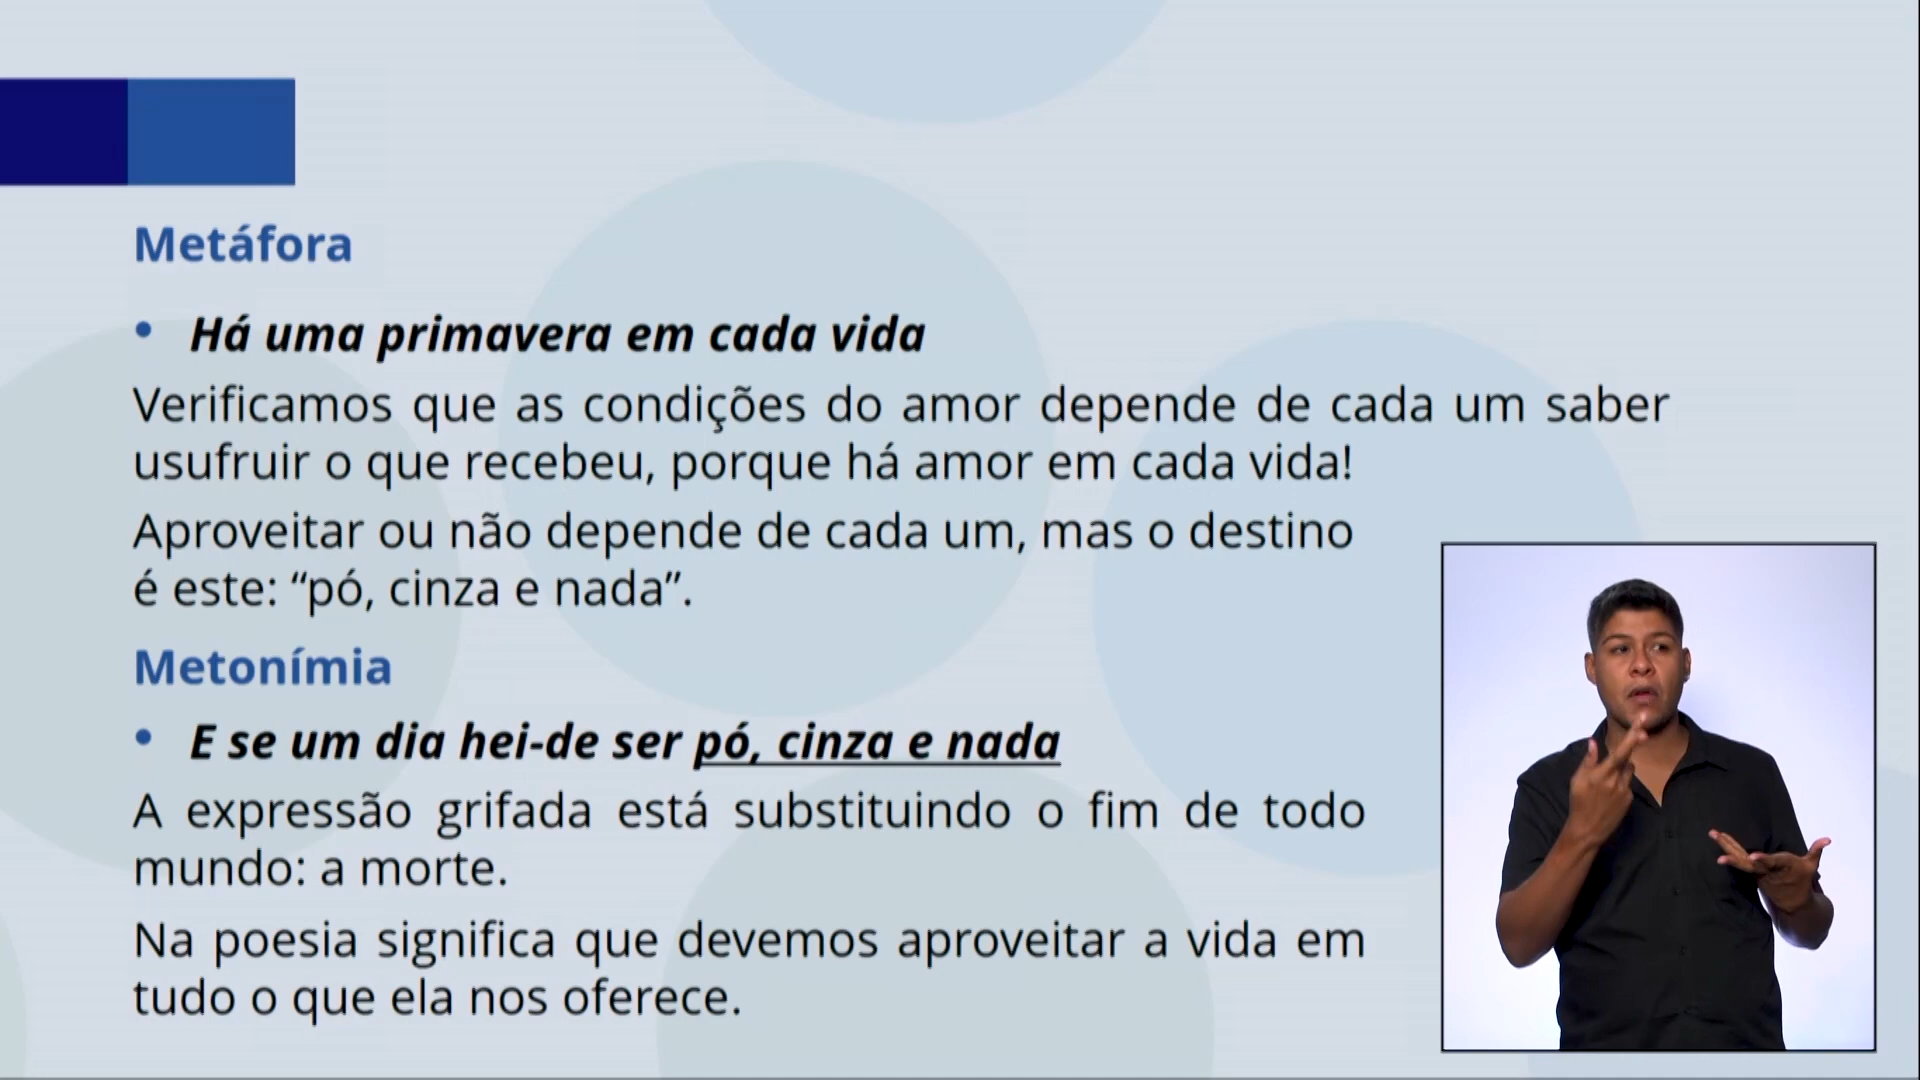 Metáfora
• Há uma primavera em cada vida
Verificamos que as condições do amor depende de cada um saber
usufruir o que recebeu, porque há amor em cada vida!
Aproveitar ou não depende de cada um, mas o destino
é este: “pó, cinza e nada”.
Metonímia
• E se um dia hei-de ser pó, cinza e nada
A expressão grifada está substituindo o fim de todo
mundo: a morte.
Na poesia significa que devemos aproveitar a vida em
tudo o que ela nos oferece.